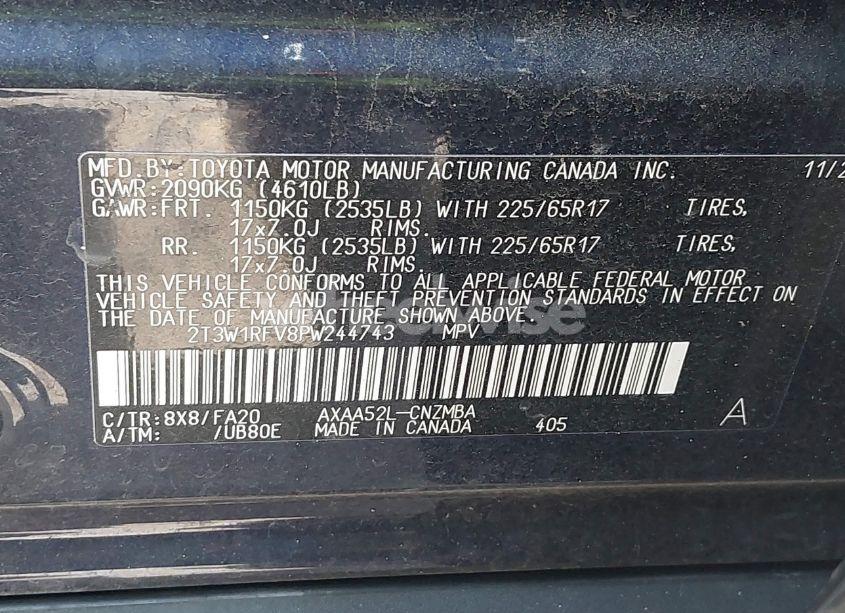 MFD.BY:TOYOTA MOTOR MANUFACTURING CANADA INC. 11/2
GVWR:2090KG (4610LB)
GAWR:FRT. 1150KG (2535LB) WITH 225/65R17 TIRES,
17x7.0J RIMS.
RR. 1150KG (2535LB) WITH 225/65R17 TIRES,
17x7.0J RIMS.
THIS VEHICLE CONFORMS TO ALL APPLICABLE FEDERAL MOTOR
VEHICLE SAFETY AND THEFT PREVENTION STANDARDS IN EFFECT ON
THE DATE OF MANUFACTURE SHOWN ABOVE.
2T3W1RFV8PW244743 MPV
C/TR:8X8/FA20 AXAA52L-CNZMBA
A/TM: /UB80E MADE IN CANADA 405 A